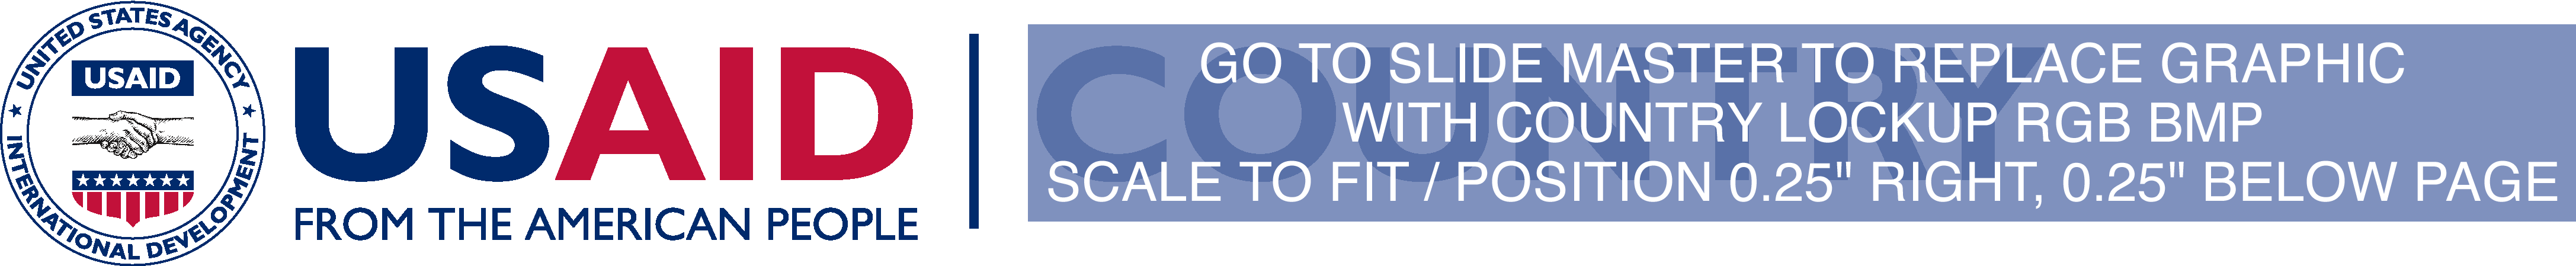 UNITED STATES AGENCY
USAID
INTERNATIONAL DEVELOPMENT
USAID
FROM THE AMERICAN PEOPLE
COUNTRY
GO TO SLIDE MASTER TO REPLACE GRAPHIC
WITH COUNTRY LOCKUP RGB BMP
SCALE TO FIT / POSITION 0.25" RIGHT, 0.25" BELOW PAGE